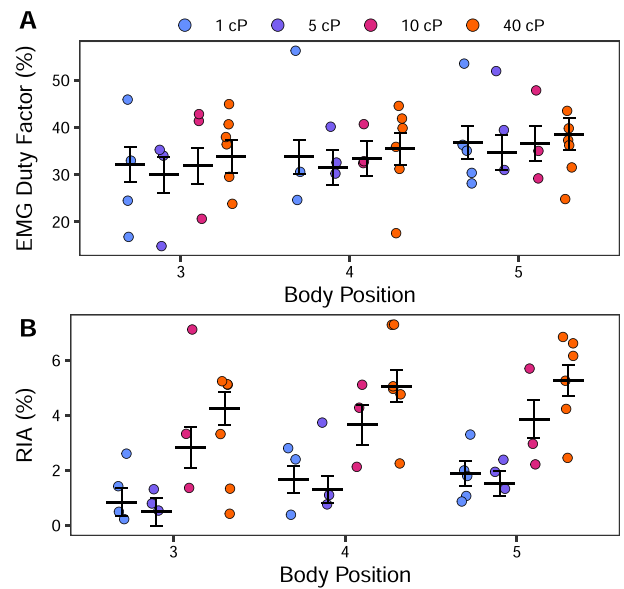 A
1 cP 5 cP 10 cP 40 cP
EMG Duty Factor (%)
50
40
30
20
3 4 5
Body Position
B
RIA (%)
6
4
2
0
3 4 5
Body Position